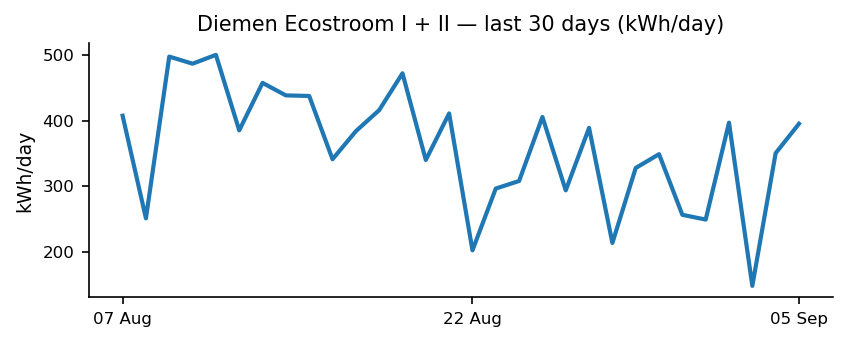 Diemen Ecostroom I + II — last 30 days (kWh/day)
kWh/day
500
400
300
200
07 Aug
22 Aug
05 Sep